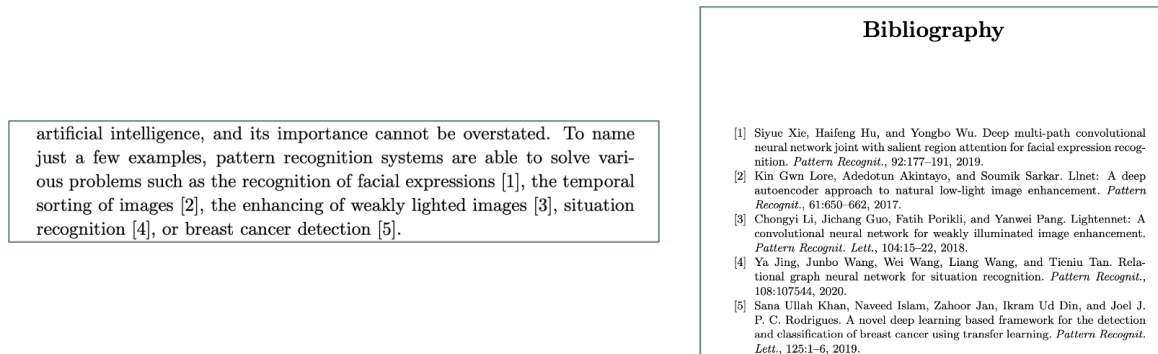 artificial intelligence, and its importance cannot be overstated. To name
just a few examples, pattern recognition systems are able to solve vari-
ous problems such as the recognition of facial expressions [1], the temporal
sorting of images [2], the enhancing of weakly lighted images [3], situation
recognition [4], or breast cancer detection [5].
Bibliography
[1] Siyue Xie, Haifeng Hu, and Yongbo Wu. Deep multi-path convolutional
neural network joint with salient region attention for facial expression recog-
nition. Pattern Recognit., 92:177–191, 2019.
[2] Kin Gwn Lore, Adedotun Akintayo, and Soumik Sarkar. Llnet: A deep
autoencoder approach to natural low-light image enhancement. Pattern
Recognit., 61:650–662, 2017.
[3] Chongyi Li, Jichang Guo, Fatih Porikli, and Yanwei Pang. Lightennet: A
convolutional neural network for weakly illuminated image enhancement.
Pattern Recognit. Lett., 104:15–22, 2018.
[4] Ya Jing, Junbo Wang, Wei Wang, Liang Wang, and Tieniu Tan. Rela-
tional graph neural network for situation recognition. Pattern Recognit.,
108:107544, 2020.
[5] Sana Ullah Khan, Naveed Islam, Zahoor Jan, Ikram Ud Din, and Joel J.
P. C. Rodrigues. A novel deep learning based framework for the detection
and classification of breast cancer using transfer learning. Pattern Recognit.
Lett., 125:1–6, 2019.